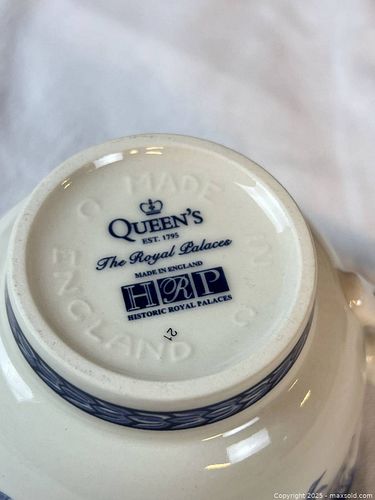 MADE
QUEEN'S
EST. 1795
The Royal Palaces
MADE IN ENGLAND
HRP
HISTORIC ROYAL PALACES
21
ENGLAND
Copyright 2025 - maxsold.com